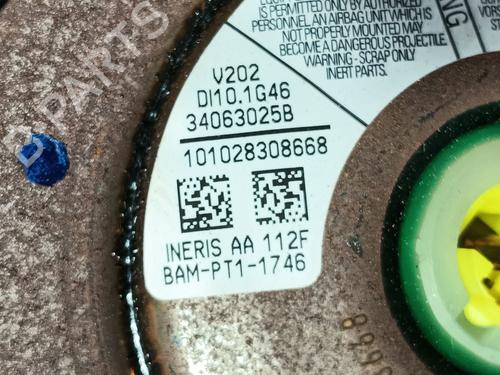 IS PERMITTED ONLY BY AUTHORIZED
PERSONNEL. AN AIRBAG UNIT WHICH IS
NOT PROPERLY MOUNTED MAY
BECOME A DANGEROUS PROJECTILE
WARNING - SCRAP ONLY
INERT PARTS.
V202
DI10.1G46
34063025B
101028308668
INERIS AA 112F
BAM-PT1-1746
B PARTS